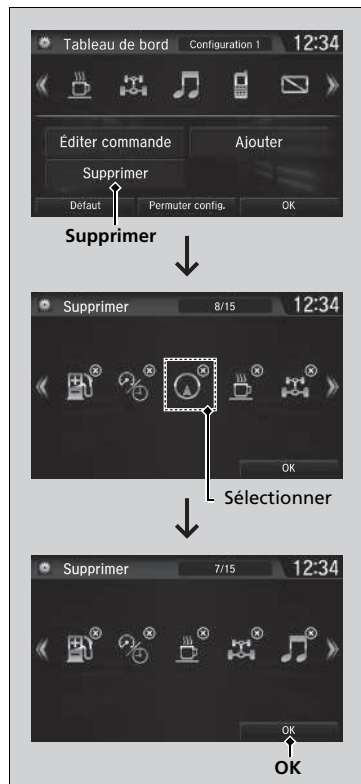 Tableau de bord Configuration 1 12:34
Éditer commande Ajouter
Supprimer
Défaut Permuter config. OK
Supprimer
Supprimer 8/15 12:34
OK
Sélectionner
Supprimer 7/15 12:34
OK
OK